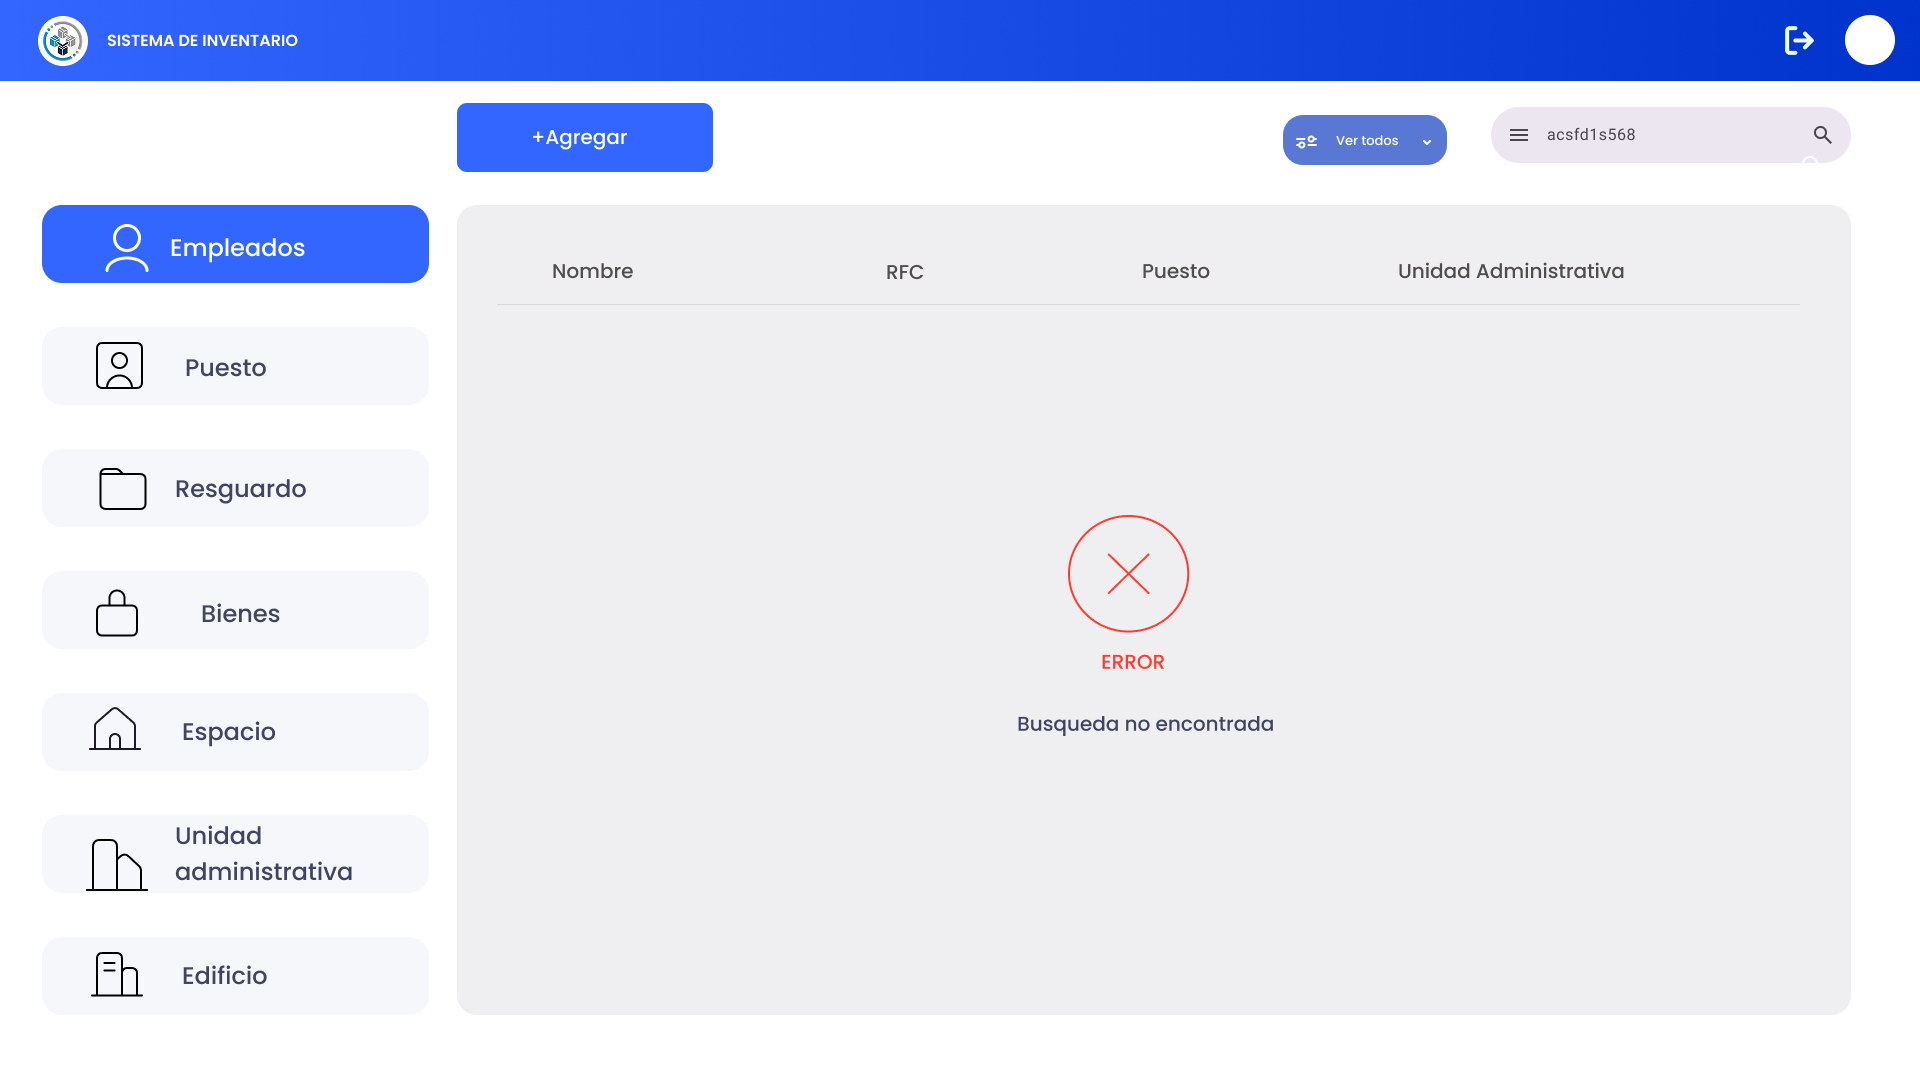 SISTEMA DE INVENTARIO
+Agregar
Ver todos
acsfd1s568
Empleados
Puesto
Resguardo
Bienes
Espacio
Unidad
administrativa
Edificio
Nombre RFC Puesto Unidad Administrativa
ERROR
Busqueda no encontrada